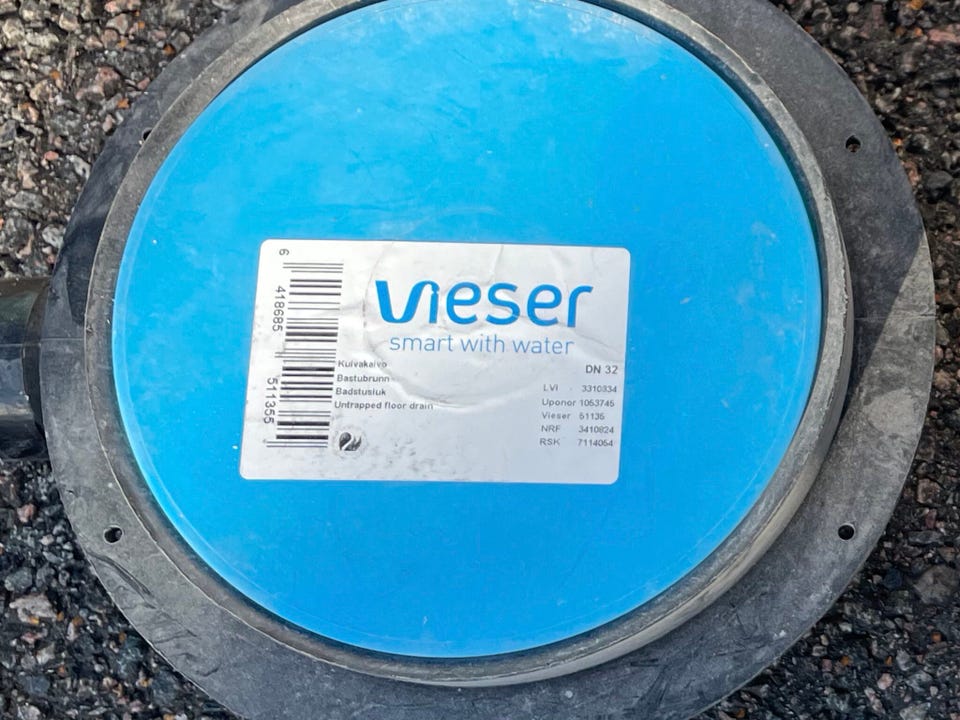 vieser
smart with water
6 418685 511355
Kuivakaivo
Bastubrunn
Badstusluk
Untrapped floor drain
DN 32
LVI 3310334
Uponor 1053745
Vieser 51135
NRF 3410824
RSK 7114054